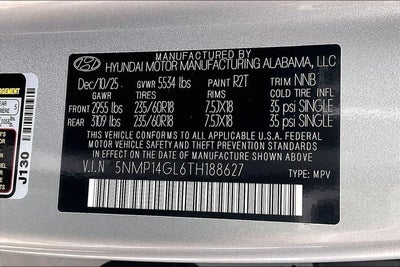 MANUFACTURED BY
HYUNDAI MOTOR MANUFACTURING ALABAMA, LLC
Dec/10/25 GVWR 5534 lbs PAINT R2T TRIM NNB
GAWR TIRES RIMS COLD TIRE INFL
FRONT 2955 lbs 235/60R18 7.5JX18 35 psi SINGLE
REAR 3109 lbs 235/60R18 7.5JX18 35 psi SINGLE
THIS VEHICLE CONFORMS TO ALL APPLICABLE U.S.A. FEDERAL
MOTOR VEHICLE SAFETY, BUMPER, AND THEFT PREVENTION STANDARDS
IN EFFECT ON THE DATE OF MANUFACTURE SHOWN ABOVE.
V.I.N 5NMP14GL6TH188627
TYPE: MPV
J130